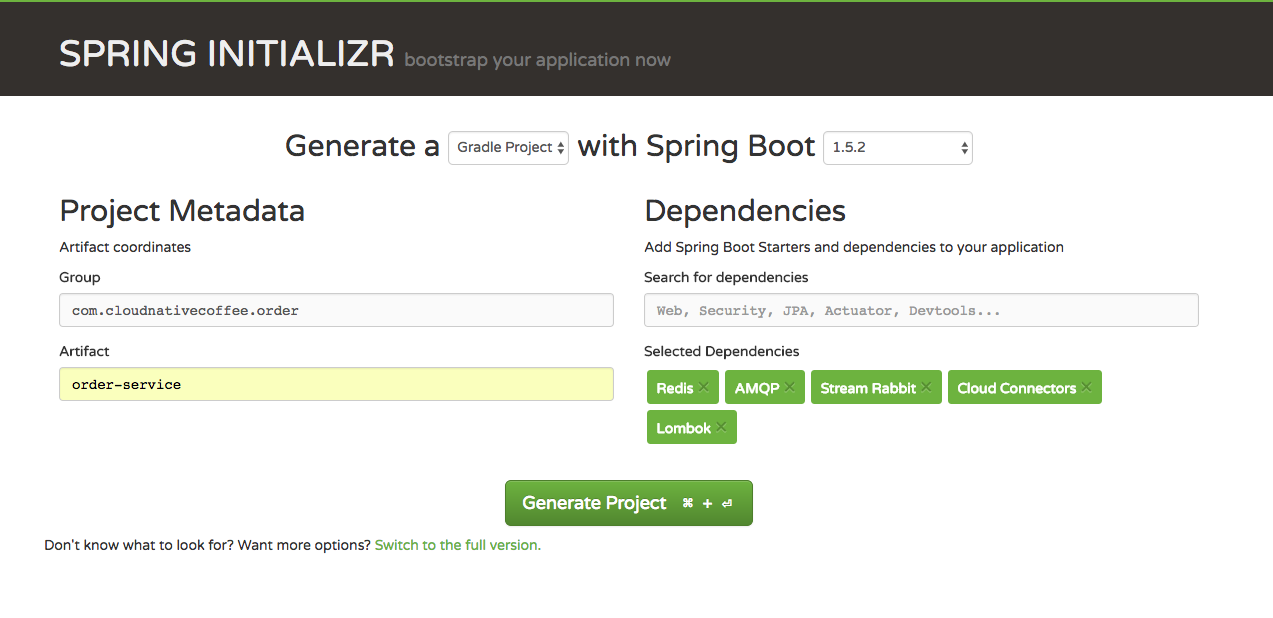 SPRING INITIALIZR bootstrap your application now
Generate a Gradle Project with Spring Boot 1.5.2
Project Metadata
Artifact coordinates
Group
com.cloudnativecoffee.order
Artifact
order-service
Dependencies
Add Spring Boot Starters and dependencies to your application
Search for dependencies
Web, Security, JPA, Actuator, Devtools...
Selected Dependencies
Redis × AMQP × Stream Rabbit × Cloud Connectors ×
Lombok ×
Generate Project ⌘ + ⏎
Don't know what to look for? Want more options? Switch to the full version.